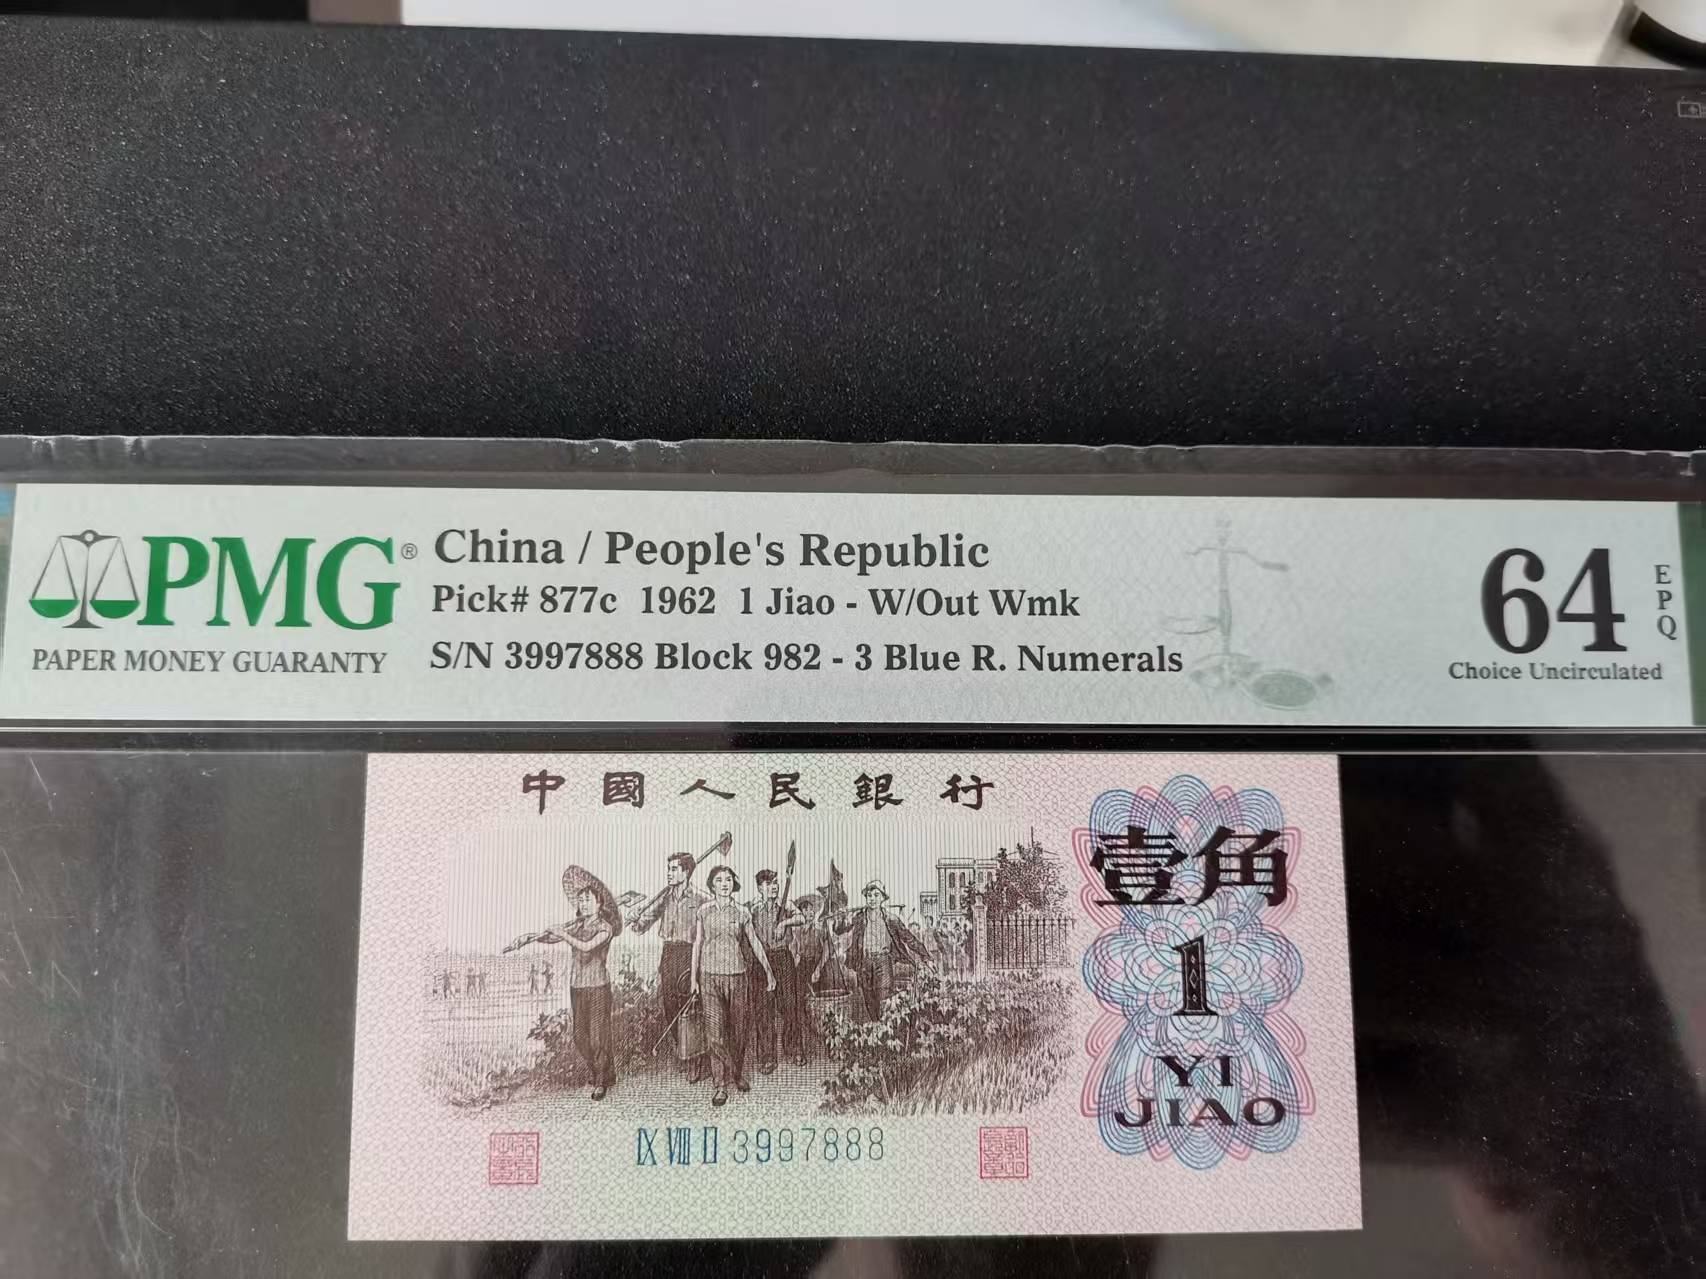 PMG®
PAPER MONEY GUARANTY
China / People's Republic
Pick# 877c 1962 1 Jiao - W/Out Wmk
S/N 3997888 Block 982 - 3 Blue R. Numerals
64
EPQ
Choice Uncirculated
中國人民銀行
壹角
1
YI
JIAO
IX VIII II 3997888